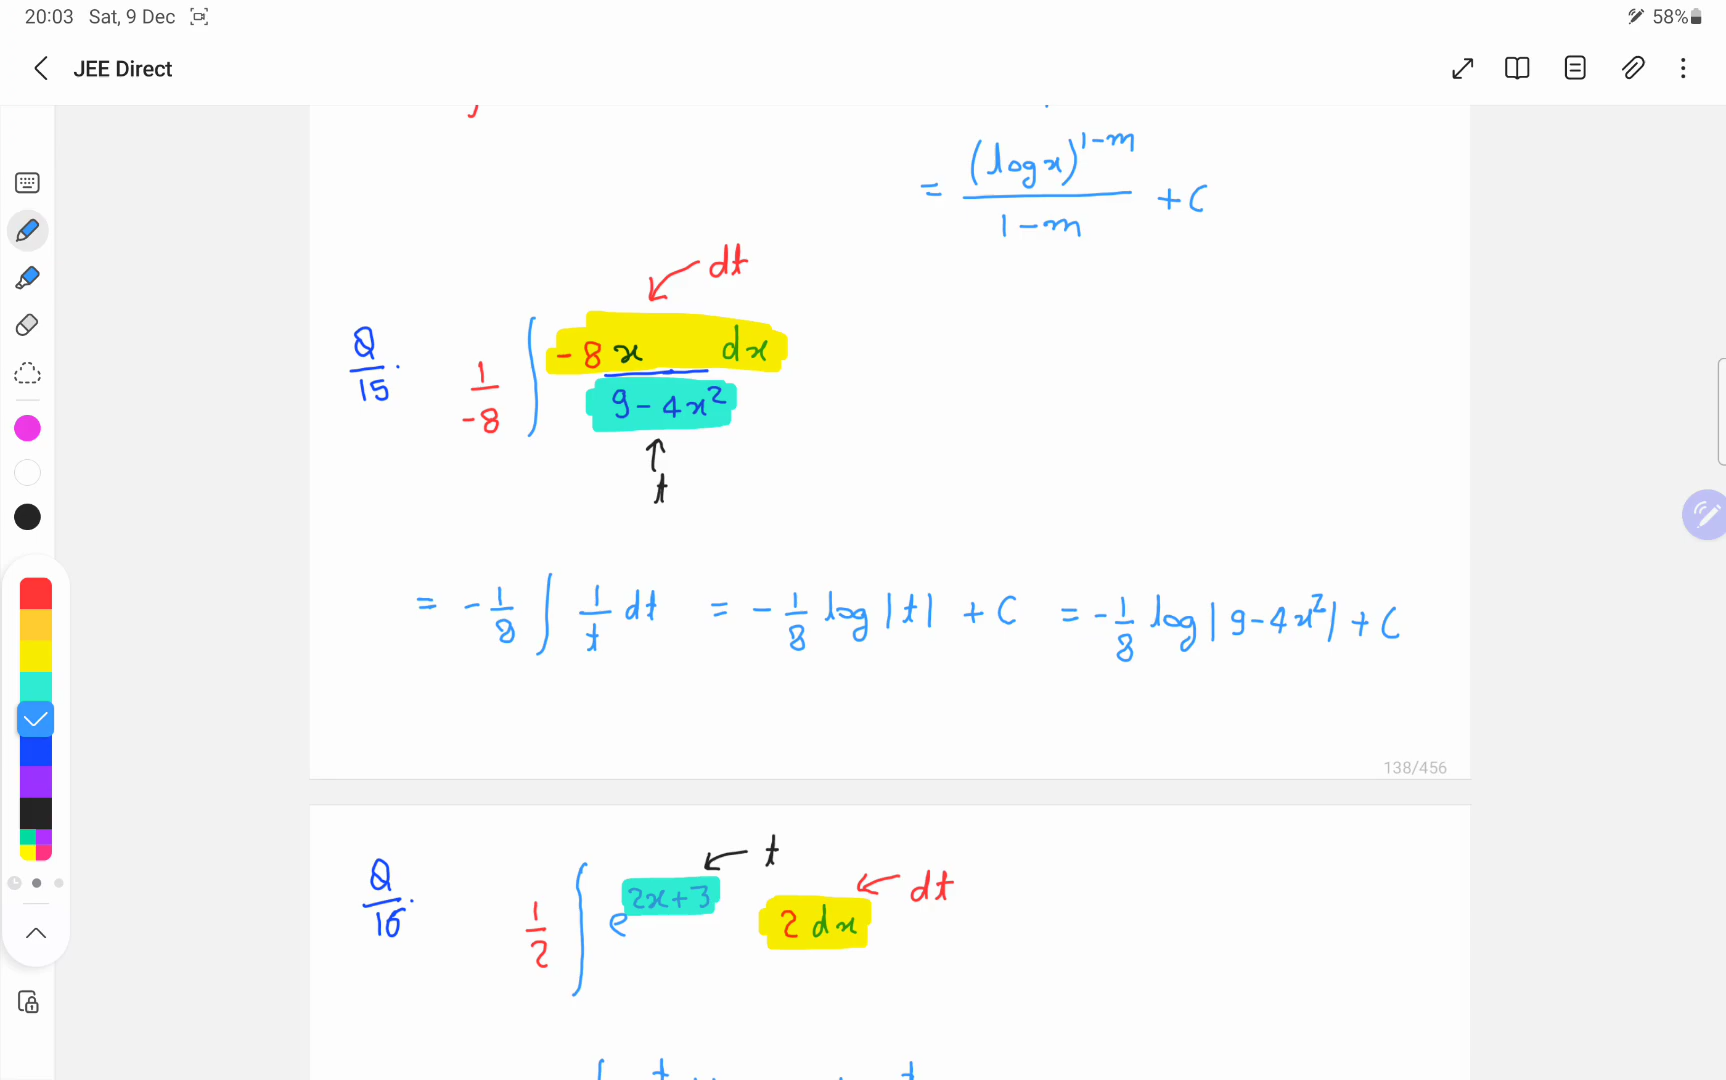 20:03 Sat, 9 Dec 58%
JEE Direct
= (log x)^{1-m} / (1-m) + C
dt
Q/15. 1/-8 ∫ -8x dx / (9-4x²)
t
= -1/8 ∫ 1/t dt = -1/8 log|t| + C = -1/8 log|9-4x²| + C
138/456
t
Q/16. 1/2 ∫ e^{2x+3} 2 dx
dt